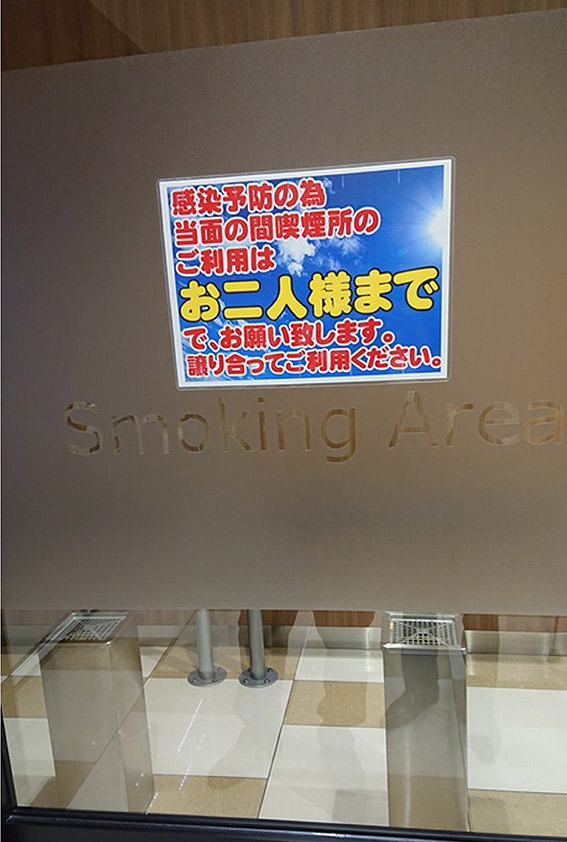 感染予防の為
当面の間喫煙所の
ご利用は
お二人様まで
で、お願い致します。
譲り合ってご利用ください。
Smoking Area